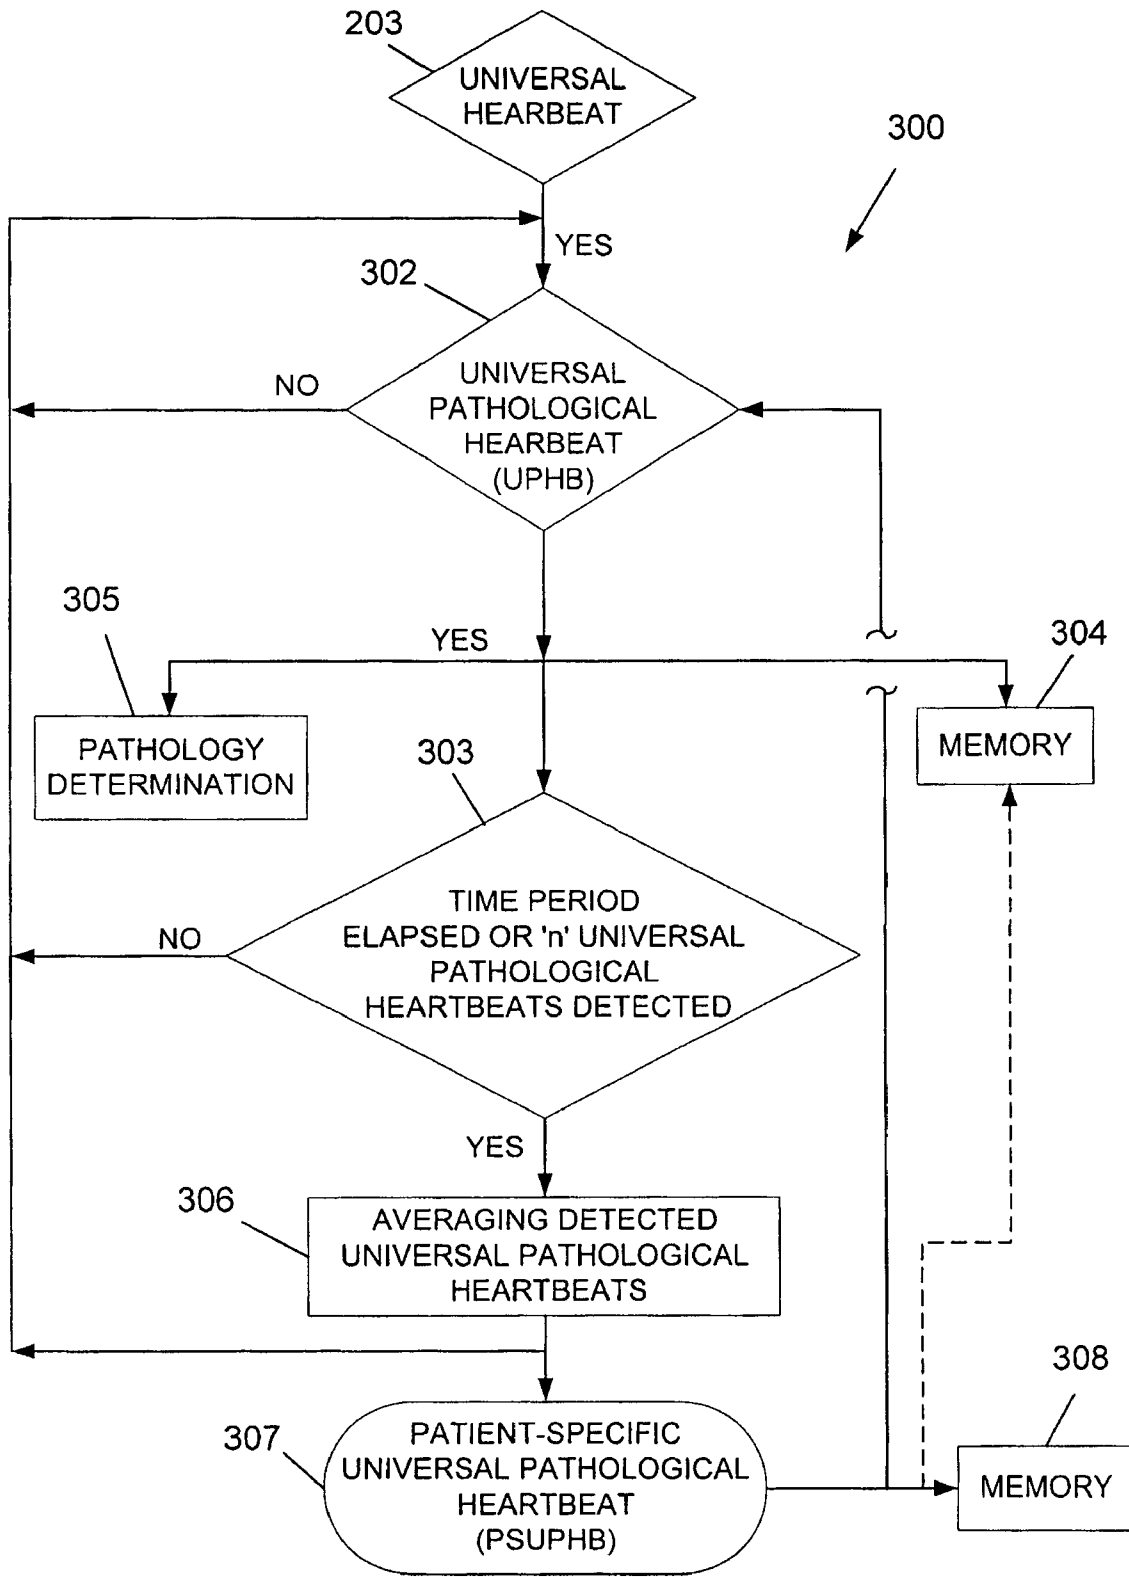 203
UNIVERSAL
HEARBEAT
300
YES
302
UNIVERSAL
PATHOLOGICAL
HEARBEAT
(UPHB)
NO
305
YES
304
PATHOLOGY
DETERMINATION
MEMORY
303
TIME PERIOD
ELAPSED OR 'n' UNIVERSAL
PATHOLOGICAL
HEARTBEATS DETECTED
NO
YES
306
AVERAGING DETECTED
UNIVERSAL PATHOLOGICAL
HEARTBEATS
308
307
PATIENT-SPECIFIC
UNIVERSAL PATHOLOGICAL
HEARTBEAT
(PSUPHB)
MEMORY